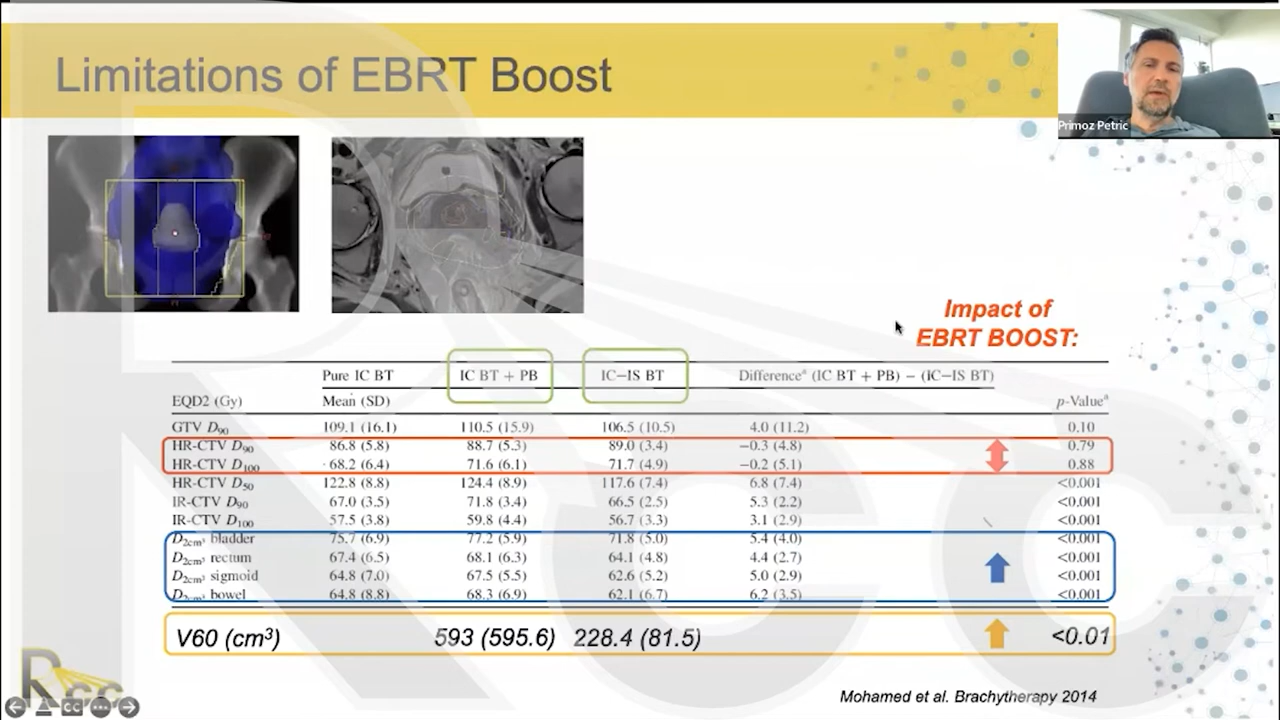 Limitations of EBRT Boost
Primoz Petric
Impact of
EBRT BOOST:
Pure IC BT IC BT + PB IC–IS BT Differenceᵃ (IC BT + PB) − (IC–IS BT)
EQD2 (Gy) Mean (SD) p-Valueᵃ
GTV D₉₀ 109.1 (16.1) 110.5 (15.9) 106.5 (10.5) 4.0 (11.2) 0.10
HR-CTV D₉₀ 86.8 (5.8) 88.7 (5.3) 89.0 (3.4) −0.3 (4.8) 0.79
HR-CTV D₁₀₀ 68.2 (6.4) 71.6 (6.1) 71.7 (4.9) −0.2 (5.1) 0.88
HR-CTV D₅₀ 122.8 (8.8) 124.4 (8.9) 117.6 (7.4) 6.8 (7.4) <0.001
IR-CTV D₉₀ 67.0 (3.5) 71.8 (3.4) 66.5 (2.5) 5.3 (2.2) <0.001
IR-CTV D₁₀₀ 57.5 (3.8) 59.8 (4.4) 56.7 (3.3) 3.1 (2.9) <0.001
D₂cm³ bladder 75.7 (6.9) 77.2 (5.9) 71.8 (5.0) 5.4 (4.0) <0.001
D₂cm³ rectum 67.4 (6.5) 68.1 (6.3) 64.1 (4.8) 4.4 (2.7) <0.001
D₂cm³ sigmoid 64.8 (7.0) 67.5 (5.5) 62.6 (5.2) 5.0 (2.9) <0.001
D₂cm³ bowel 64.8 (8.8) 68.3 (6.9) 62.1 (6.7) 6.2 (3.5) <0.001
V60 (cm³) 593 (595.6) 228.4 (81.5) <0.01
Mohamed et al. Brachytherapy 2014
Rcc
CC